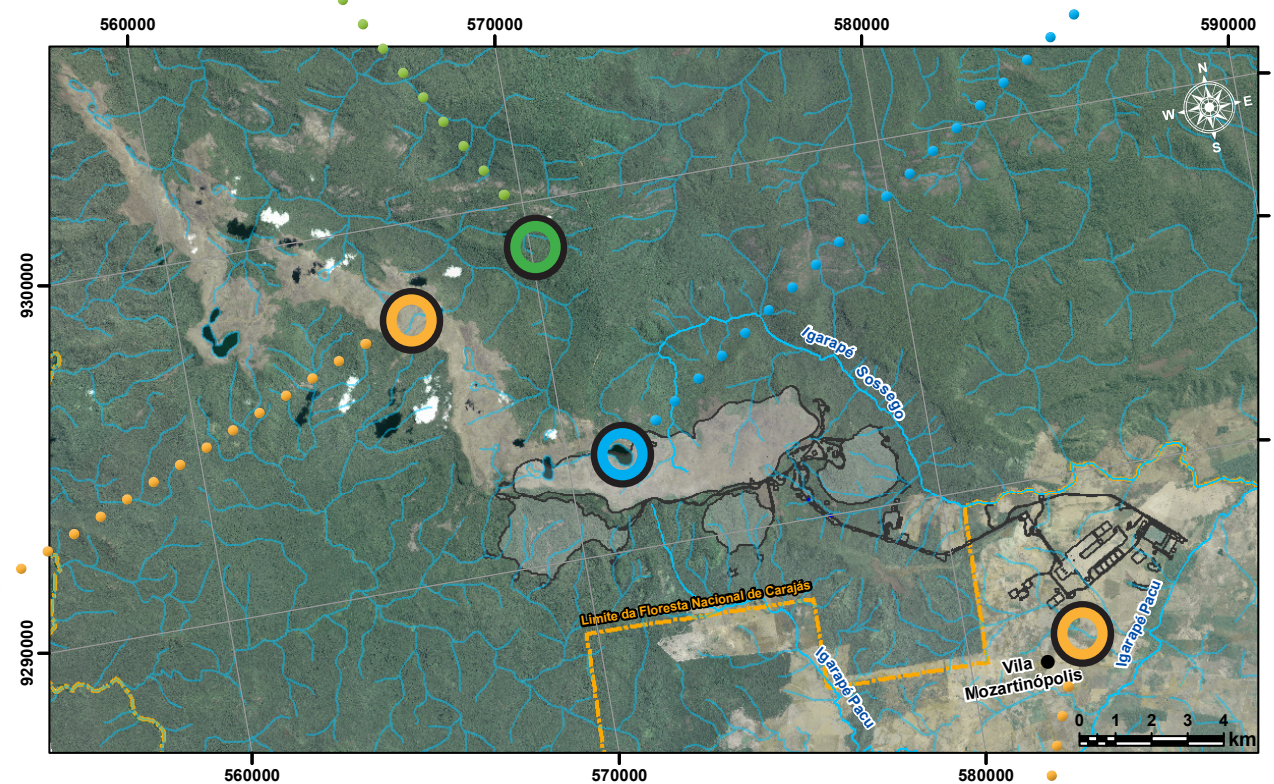 560000
570000
580000
590000
N
W
E
S
9300000
Igarapé Sossego
Limite da Floresta Nacional de Carajás
9290000
Igarapé Pacu
Igarapé Pacu
Vila
Mozartinópolis
0 1 2 3 4
km
560000
570000
580000